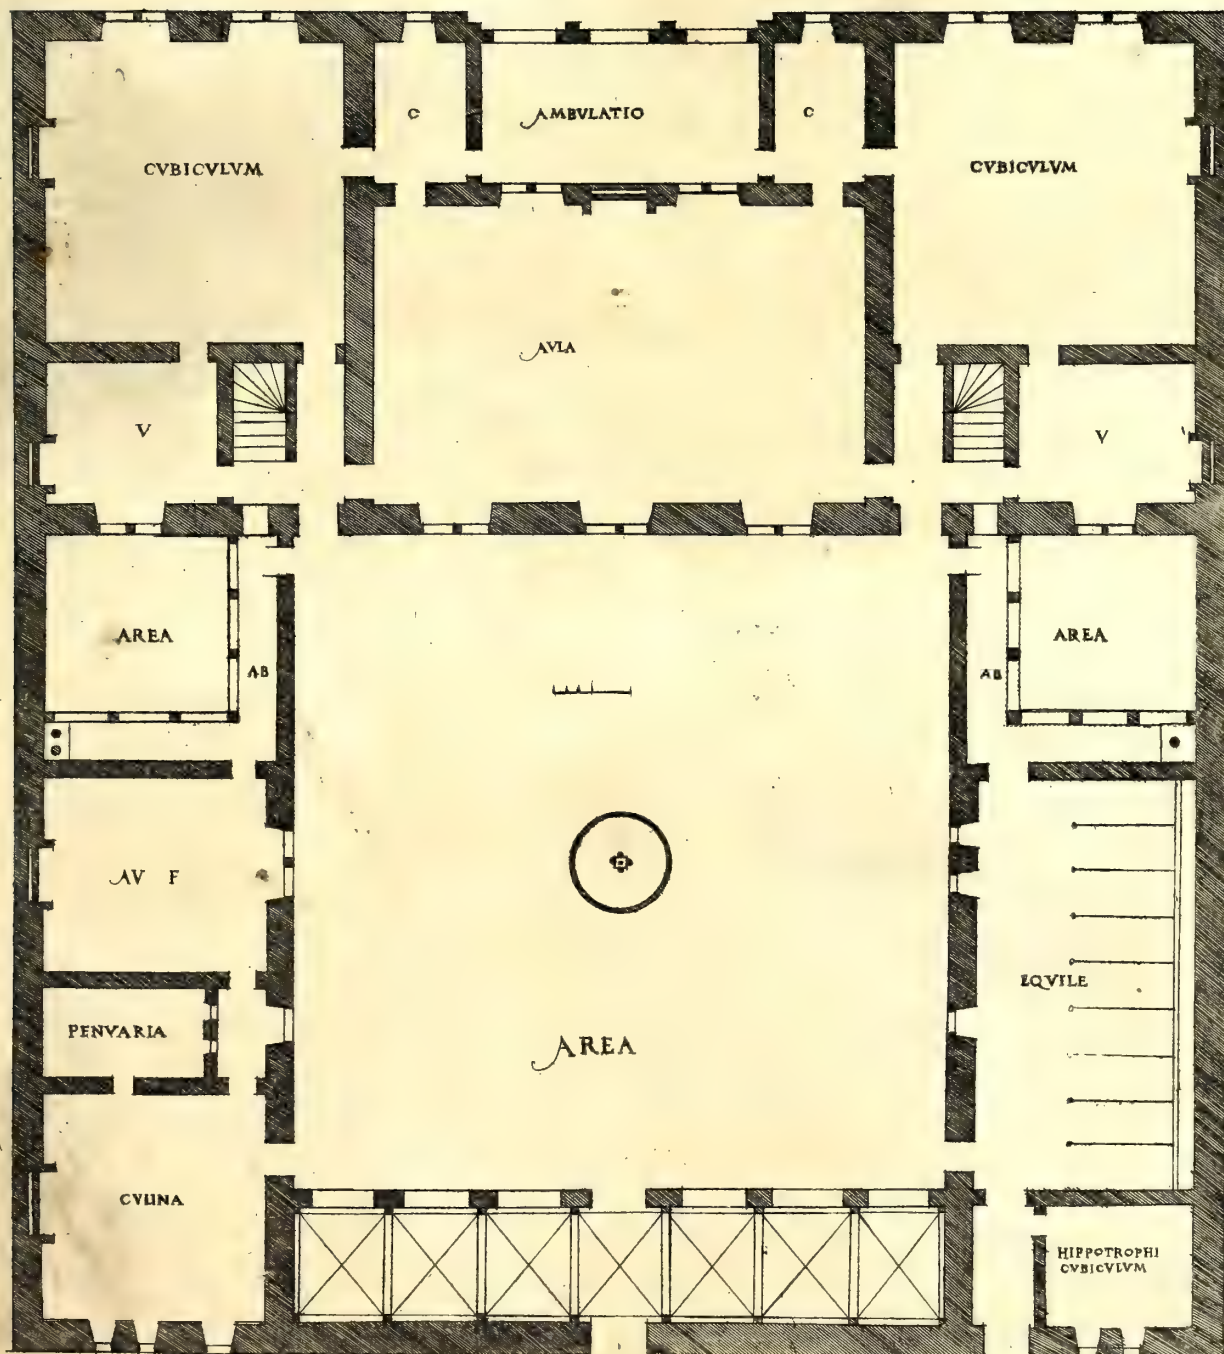 C
AMBVLATIO
C
CVBICVLVM
CVBICVLVM
AVLA
V
V
AREA
AREA
AB
AB
AV F
EQVILE
PENVARIA
AREA
CVLINA
HIPPOTROPHI
CVBICVLVM